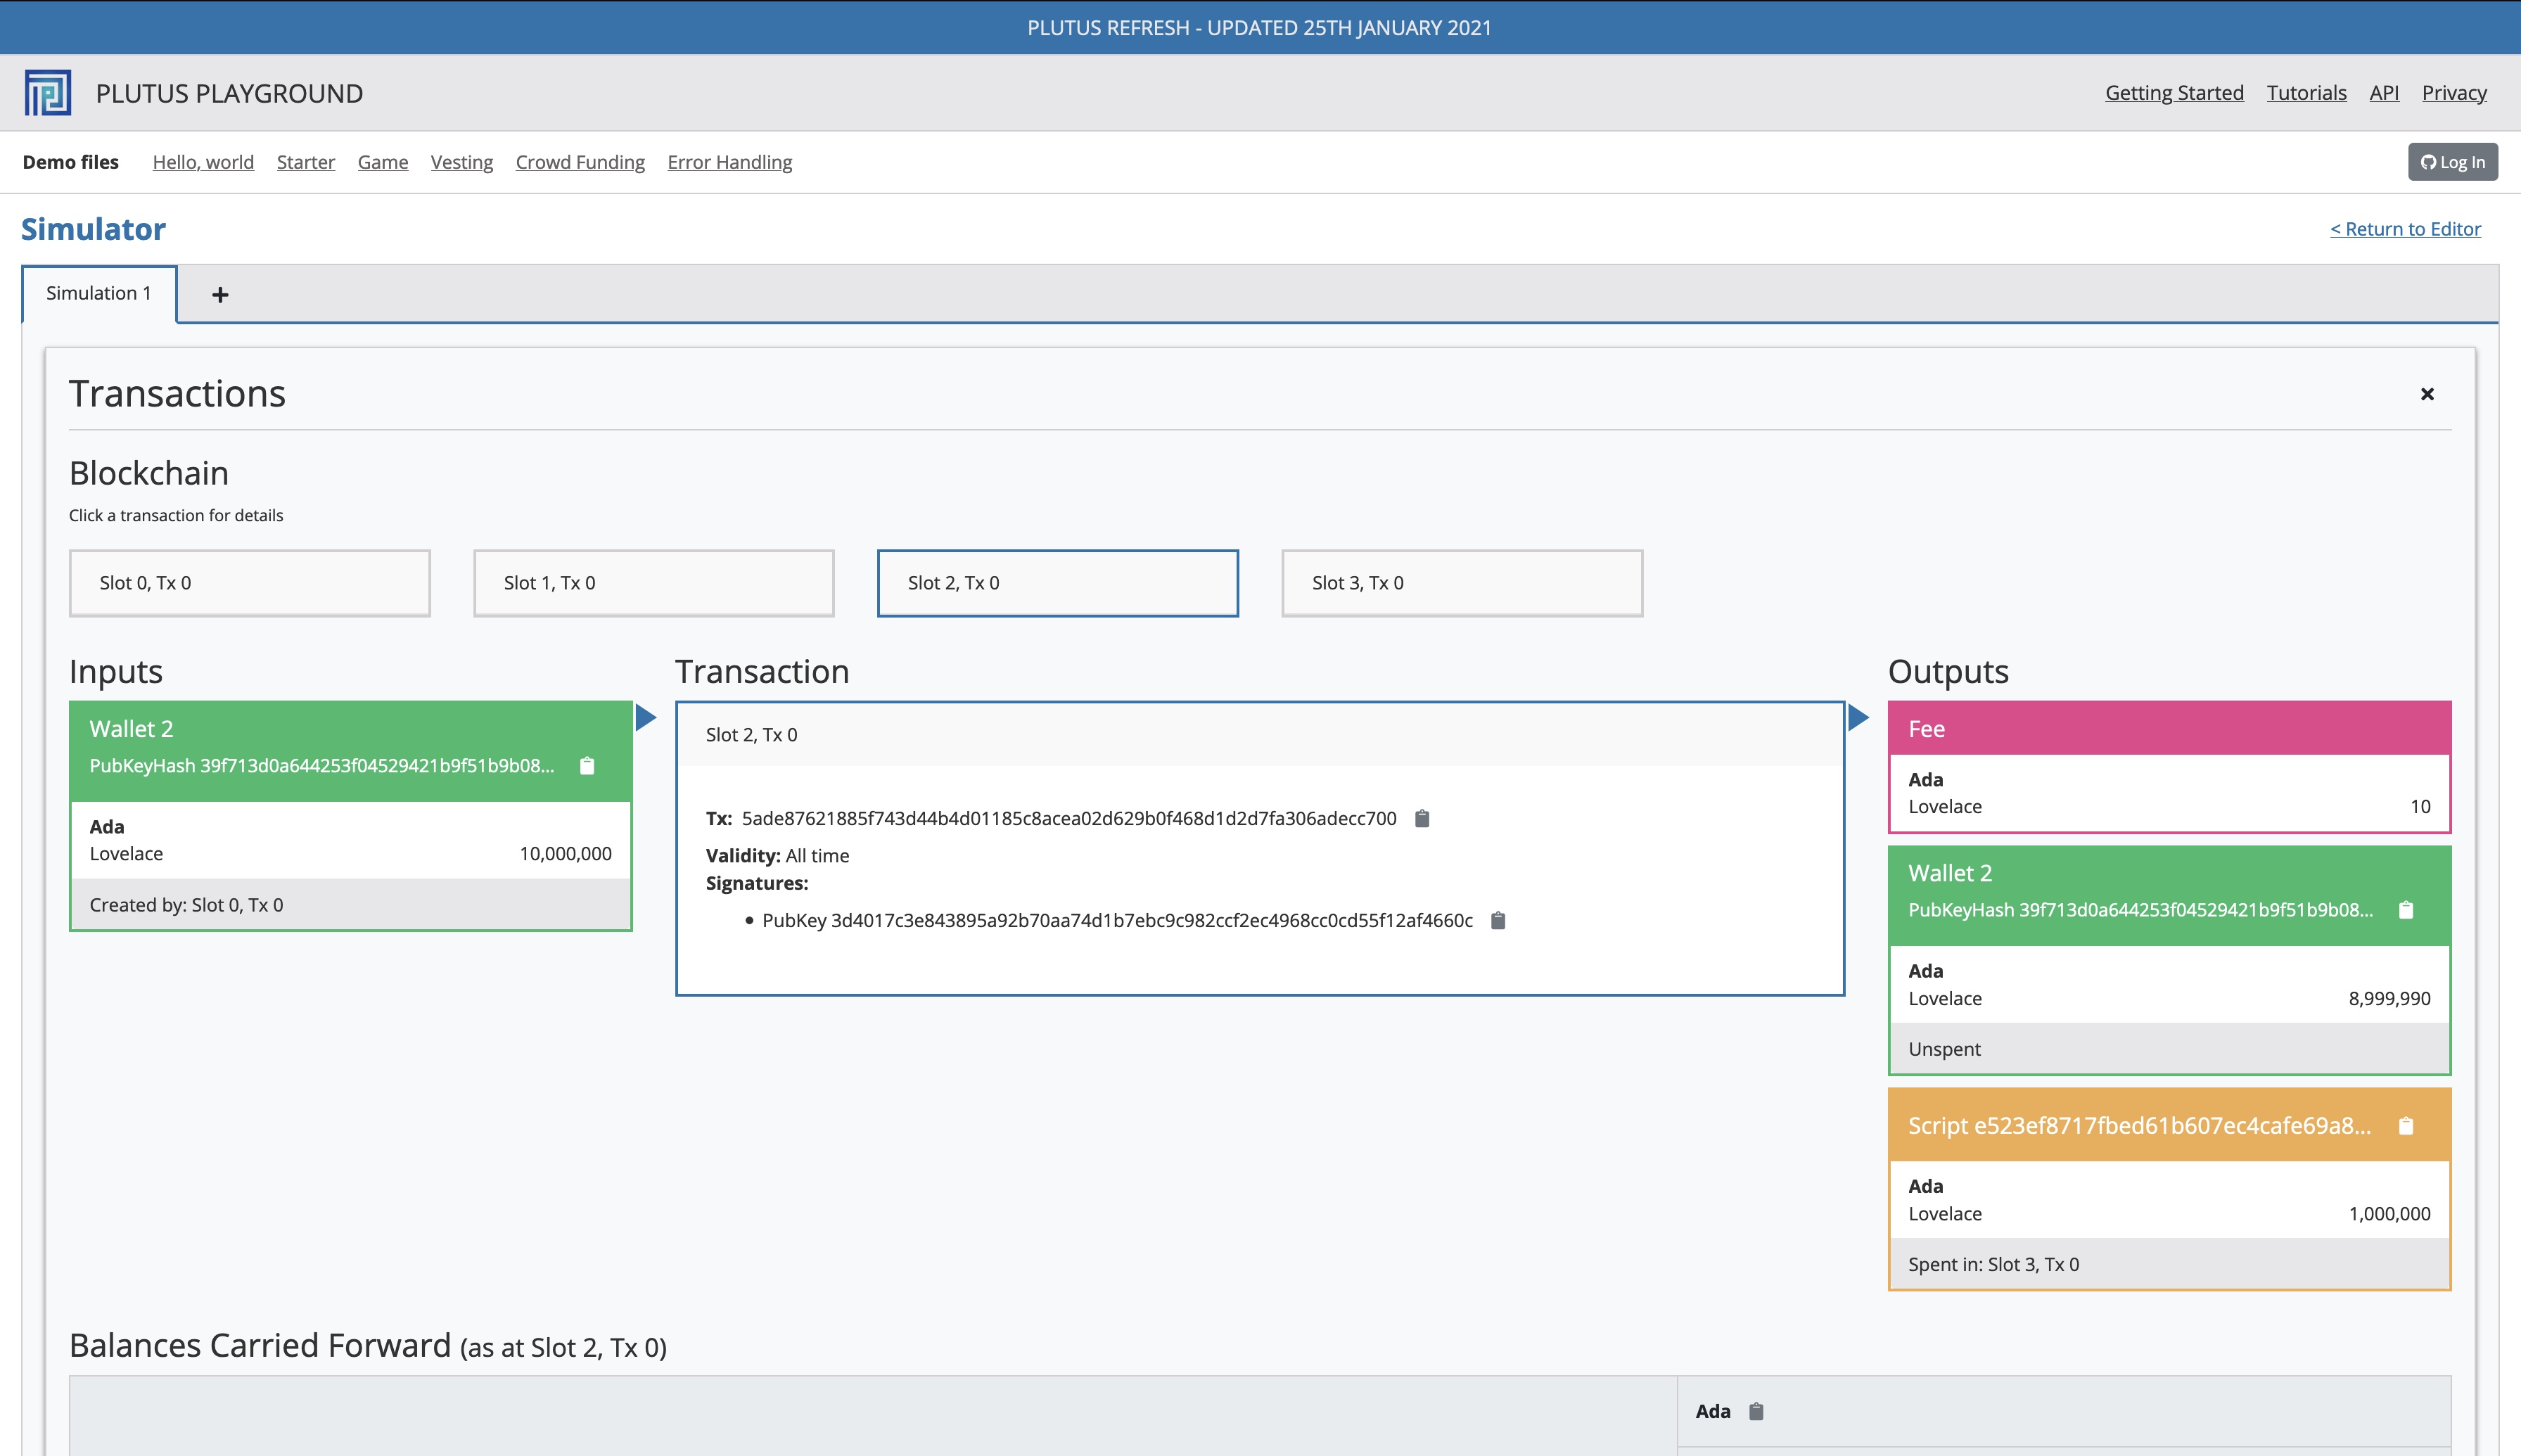 PLUTUS REFRESH - UPDATED 25TH JANUARY 2021
PLUTUS PLAYGROUND
Getting Started Tutorials API Privacy
Demo files Hello, world Starter Game Vesting Crowd Funding Error Handling
Log In
Simulator
< Return to Editor
Simulation 1
+
Transactions
Blockchain
Click a transaction for details
Slot 0, Tx 0
Slot 1, Tx 0
Slot 2, Tx 0
Slot 3, Tx 0
Inputs
Wallet 2
PubKeyHash 39f713d0a644253f04529421b9f51b9b08...
Ada
Lovelace 10,000,000
Created by: Slot 0, Tx 0
Transaction
Slot 2, Tx 0
Tx: 5ade87621885f743d44b4d01185c8acea02d629b0f468d1d2d7fa306adecc700
Validity: All time
Signatures:
• PubKey 3d4017c3e843895a92b70aa74d1b7ebc9c982ccf2ec4968cc0cd55f12af4660c
Outputs
Fee
Ada
Lovelace 10
Wallet 2
PubKeyHash 39f713d0a644253f04529421b9f51b9b08...
Ada
Lovelace 8,999,990
Unspent
Script e523ef8717fbed61b607ec4cafe69a8...
Ada
Lovelace 1,000,000
Spent in: Slot 3, Tx 0
Balances Carried Forward (as at Slot 2, Tx 0)
Ada